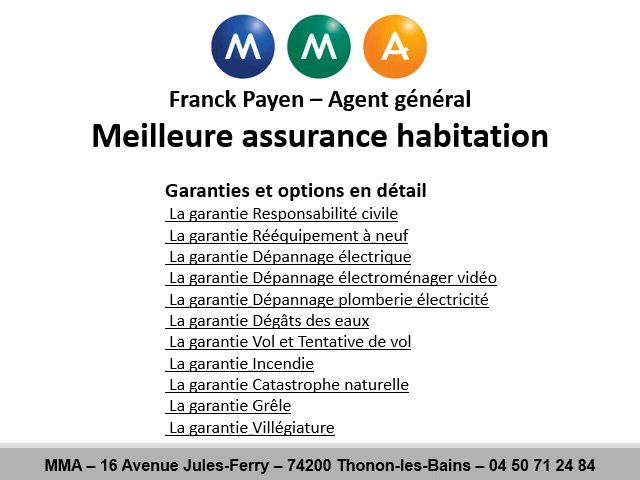 MMA
Franck Payen – Agent général
Meilleure assurance habitation
Garanties et options en détail
La garantie Responsabilité civile
La garantie Rééquipement à neuf
La garantie Dépannage électrique
La garantie Dépannage électroménager vidéo
La garantie Dépannage plomberie électricité
La garantie Dégâts des eaux
La garantie Vol et Tentative de vol
La garantie Incendie
La garantie Catastrophe naturelle
La garantie Grêle
La garantie Villégiature
MMA – 16 Avenue Jules-Ferry – 74200 Thonon-les-Bains – 04 50 71 24 84